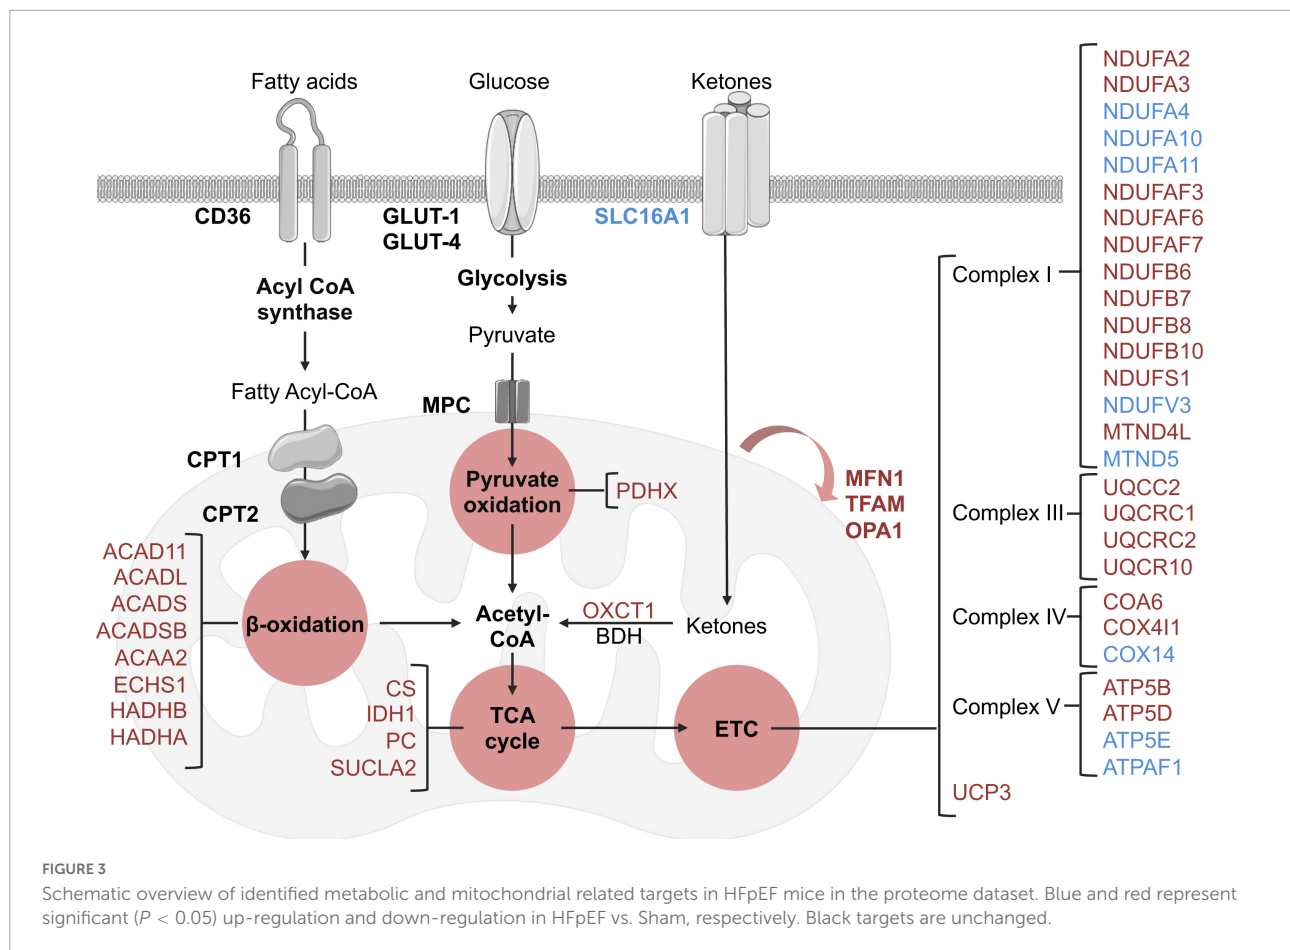 Fatty acids
Glucose
Ketones
CD36
GLUT-1
GLUT-4
SLC16A1
Acyl CoA
synthase
Glycolysis
Pyruvate
Fatty Acyl-CoA
MPC
CPT1
CPT2
Pyruvate
oxidation
PDHX
MFN1
TFAM
OPA1
ACAD11
ACADL
ACADS
ACADSB
ACAA2
ECHS1
HADHB
HADHA
β-oxidation
Acetyl-
CoA
OXCT1
BDH
Ketones
CS
IDH1
PC
SUCLA2
TCA
cycle
ETC
Complex I
NDUFA2
NDUFA3
NDUFA4
NDUFA10
NDUFA11
NDUFAF3
NDUFAF6
NDUFAF7
NDUFB6
NDUFB7
NDUFB8
NDUFB10
NDUFS1
NDUFV3
MTND4L
MTND5
Complex III
UQCC2
UQCRC1
UQCRC2
UQCR10
Complex IV
COA6
COX4I1
COX14
Complex V
ATP5B
ATP5D
ATP5E
ATPAF1
UCP3
FIGURE 3
Schematic overview of identified metabolic and mitochondrial related targets in HFpEF mice in the proteome dataset. Blue and red represent
significant (P < 0.05) up-regulation and down-regulation in HFpEF vs. Sham, respectively. Black targets are unchanged.